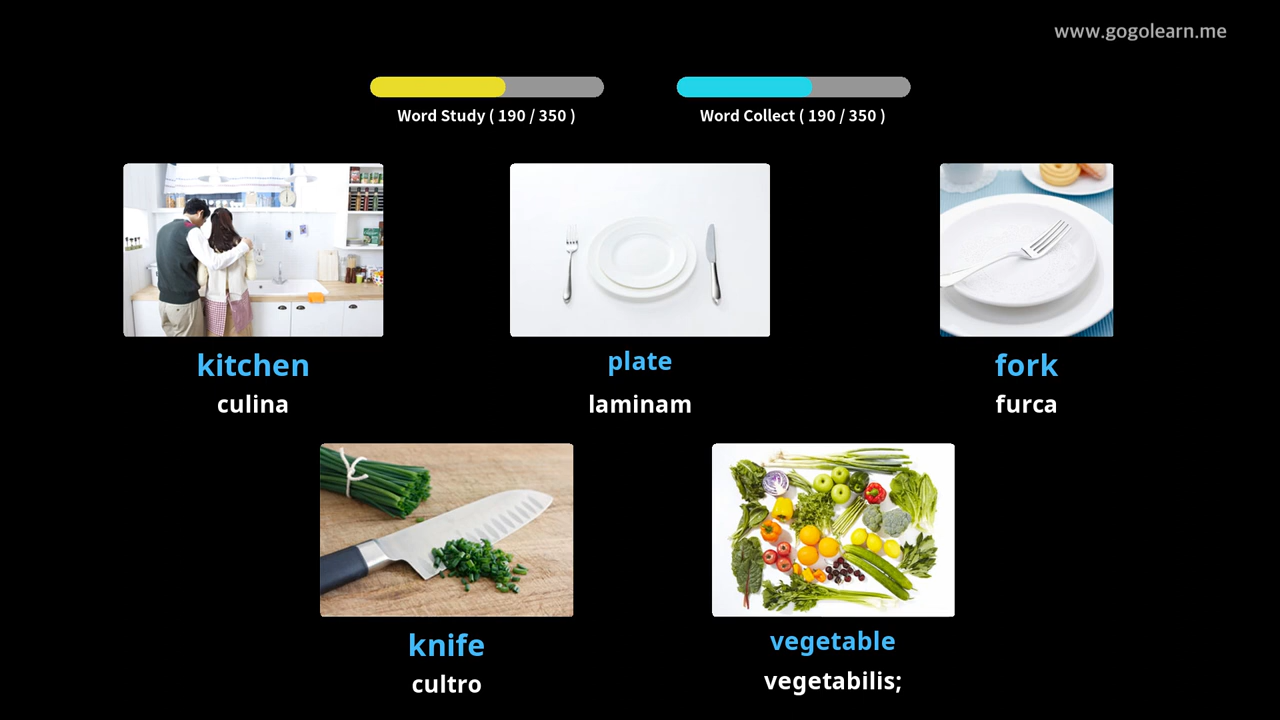 www.gogolearn.me
Word Study ( 190 / 350 )
Word Collect ( 190 / 350 )
kitchen
culina
plate
laminam
fork
furca
knife
cultro
vegetable
vegetabilis;